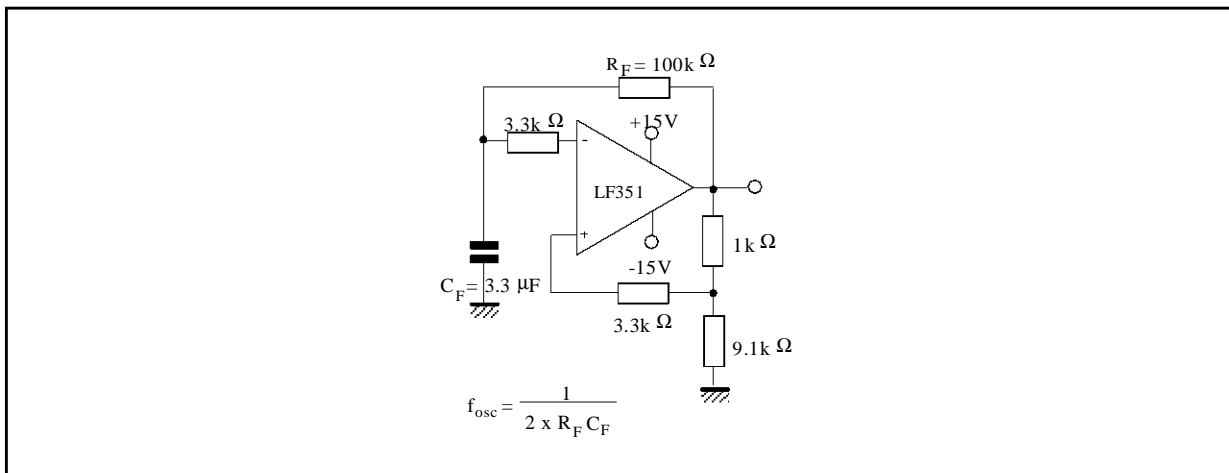 R_F = 100k Ω
3.3k Ω
+15V
-
LF351
+
1k Ω
-15V
C_F = 3.3 μF
3.3k Ω
9.1k Ω
f_osc = 1 / 2 x R_F C_F